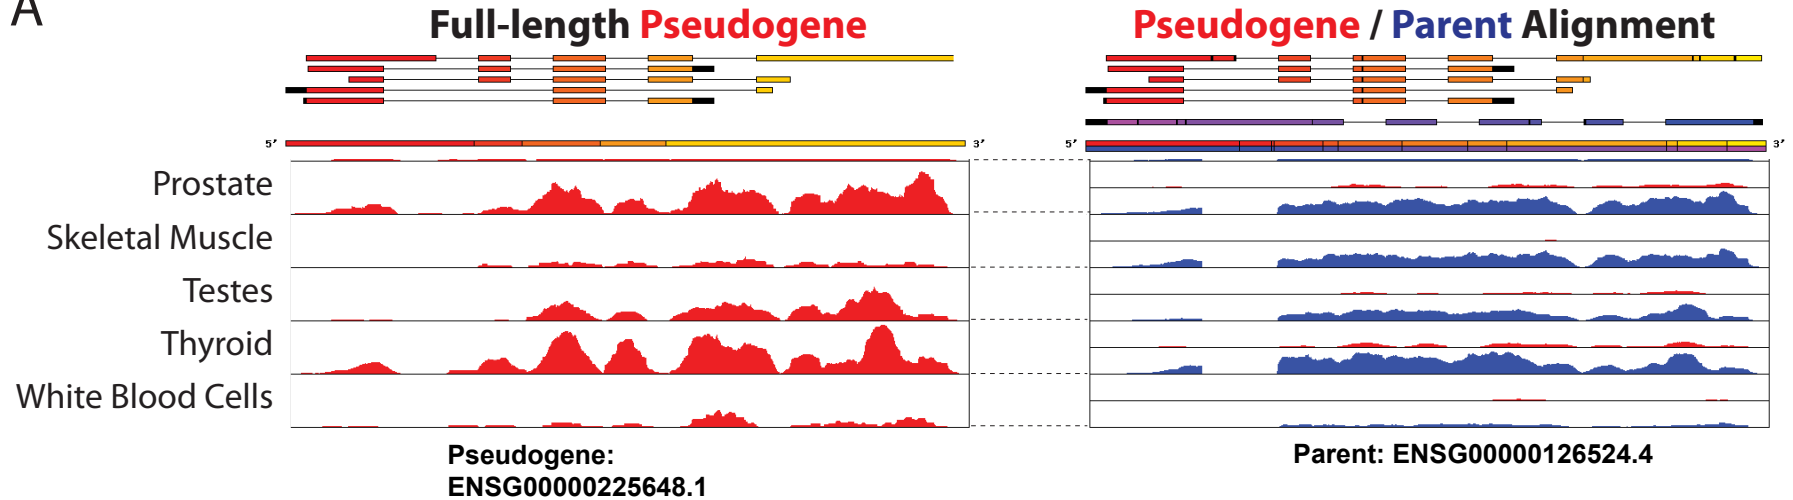 A
Full-length Pseudogene
Pseudogene / Parent Alignment
5' 3'
5' 3'
Prostate
Skeletal Muscle
Testes
Thyroid
White Blood Cells
Pseudogene:
ENSG00000225648.1
Parent: ENSG00000126524.4